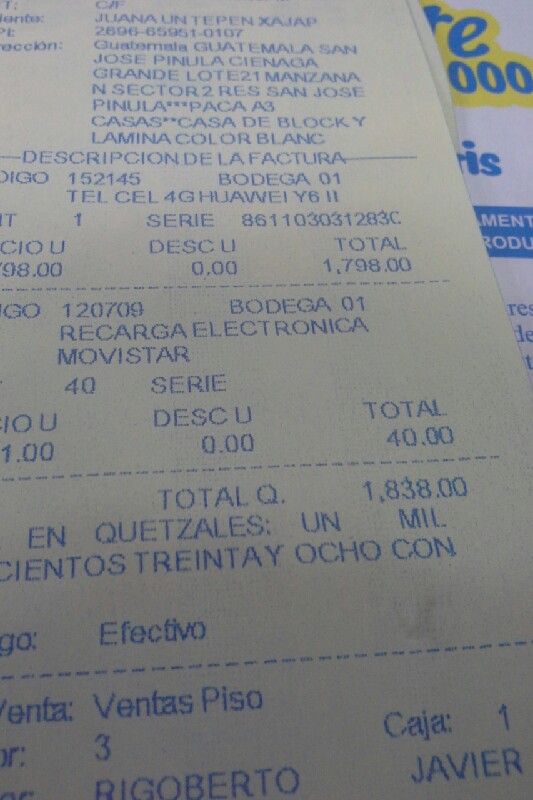 T: C/F
iente: JUANA UN TEPEN XAJAP
PI: 2696-65951-0107
rección: Guatemala GUATEMALA SAN
JOSE PINULA CIENAGA
GRANDE LOTE21 MANZANA
N SECTOR 2 RES SAN JOSE
PINULA***PACA A3
CASAS**CASA DE BLOCK Y
LAMINA COLOR BLANC
DESCRIPCION DE LA FACTURA
DIGO 152145 BODEGA 01
TEL CEL 4G HUAWEI Y6 II
NT 1 SERIE 861103031283C
CIO U DESC U TOTAL
798.00 0.00 1,798.00
IGO 120709 BODEGA 01
RECARGA ELECTRONICA
MOVISTAR
T 40 SERIE
CIO U DESC U TOTAL
1.00 0.00 40.00
TOTAL Q. 1,838.00
EN QUETZALES: UN MIL
CIENTOS TREINTA Y OCHO CON
go: Efectivo
Venta: Ventas Piso
or: 3 Caja: 1
RIGOBERTO JAVIER
re
000
ris
AMENT
RODU
res
de